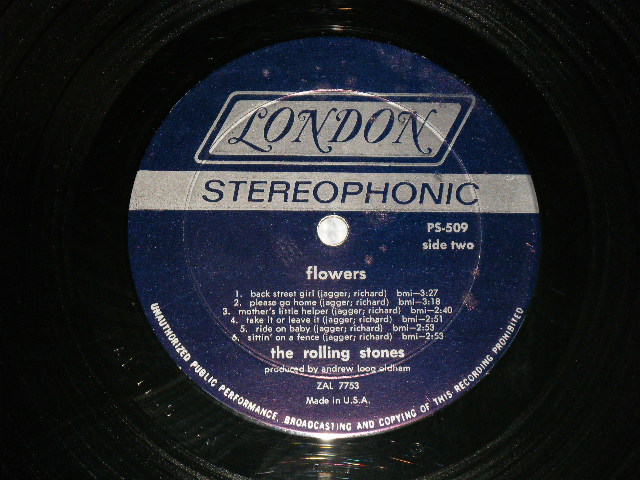 LONDON
STEREOPHONIC
PS-509
side two
flowers
1. back street girl (jagger; richard) bmi—3:27
2. please go home (jagger; richard) bmi—3:18
3. mother's little helper (jagger; richard) bmi—2:40
4. take it or leave it (jagger; richard) bmi—2:51
5. ride on baby (jagger; richard) bmi—2:53
6. sittin' on a fence (jagger; richard) bmi—2:53
the rolling stones
produced by andrew loog oldham
ZAL 7753
Made in U.S.A.
UNAUTHORIZED PUBLIC PERFORMANCE, BROADCASTING AND COPYING OF THIS RECORDING PROHIBITED